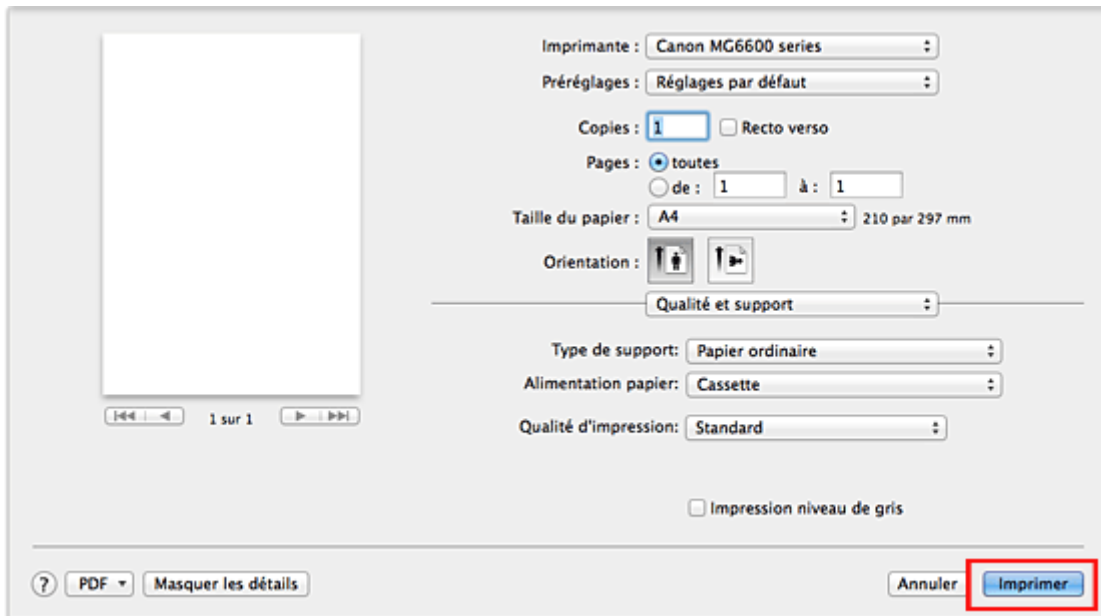 Imprimante : Canon MG6600 series
Préréglages : Réglages par défaut
Copies : 1 Recto verso
Pages : toutes
de : 1 à : 1
Taille du papier : A4 210 par 297 mm
Orientation :
Qualité et support
Type de support: Papier ordinaire
Alimentation papier: Cassette
1 sur 1
Qualité d'impression: Standard
Impression niveau de gris
? PDF Masquer les détails Annuler Imprimer